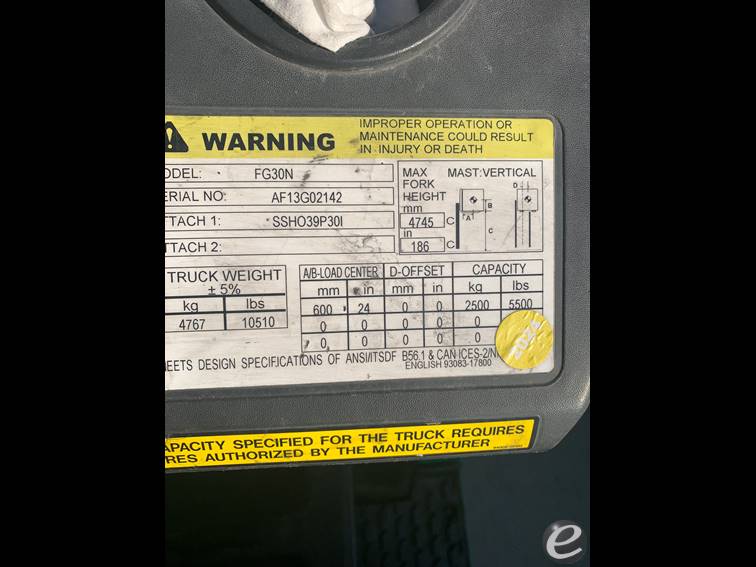 WARNING
IMPROPER OPERATION OR
MAINTENANCE COULD RESULT
IN INJURY OR DEATH
ODEL: FG30N
ERIAL NO: AF13G02142
TTACH 1: SSHO39P30I
TTACH 2:
MAX FORK HEIGHT
MAST:VERTICAL
mm
4745 C
in
186 C
D
A
B
C
TRUCK WEIGHT
± 5%
kg lbs
4767 10510
A/B-LOAD CENTER D-OFFSET CAPACITY
mm in mm in kg lbs
600 24 0 0 2500 5500
0 0 0 0 0
0 0 0 0 0
EETS DESIGN SPECIFICATIONS OF ANSI/ITSDF B56.1 & CAN ICES-2/N
ENGLISH 93083-17800
2024
APACITY SPECIFIED FOR THE TRUCK REQUIRES
RES AUTHORIZED BY THE MANUFACTURER
e